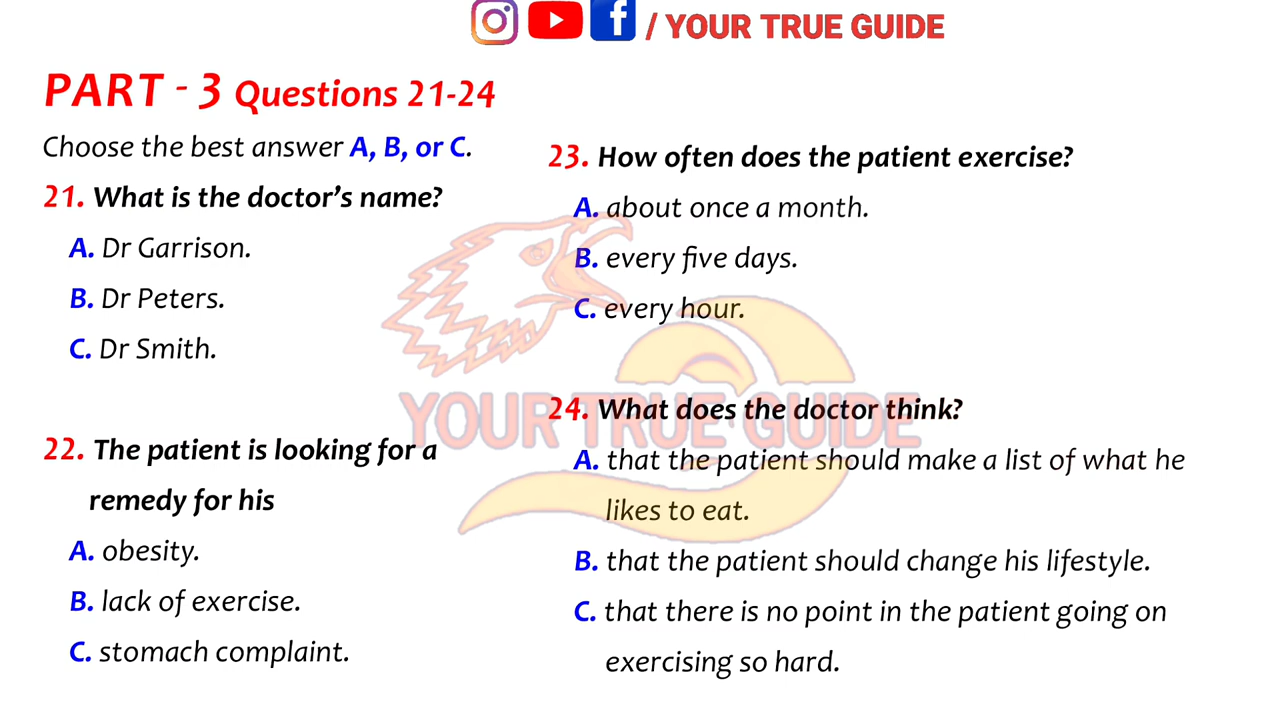 / YOUR TRUE GUIDE
PART - 3 Questions 21-24
Choose the best answer A, B, or C.
21. What is the doctor's name?
A. Dr Garrison.
B. Dr Peters.
C. Dr Smith.
22. The patient is looking for a
remedy for his
A. obesity.
B. lack of exercise.
C. stomach complaint.
23. How often does the patient exercise?
A. about once a month.
B. every five days.
C. every hour.
24. What does the doctor think?
A. that the patient should make a list of what he
likes to eat.
B. that the patient should change his lifestyle.
C. that there is no point in the patient going on
exercising so hard.
YOUR TRUE GUIDE